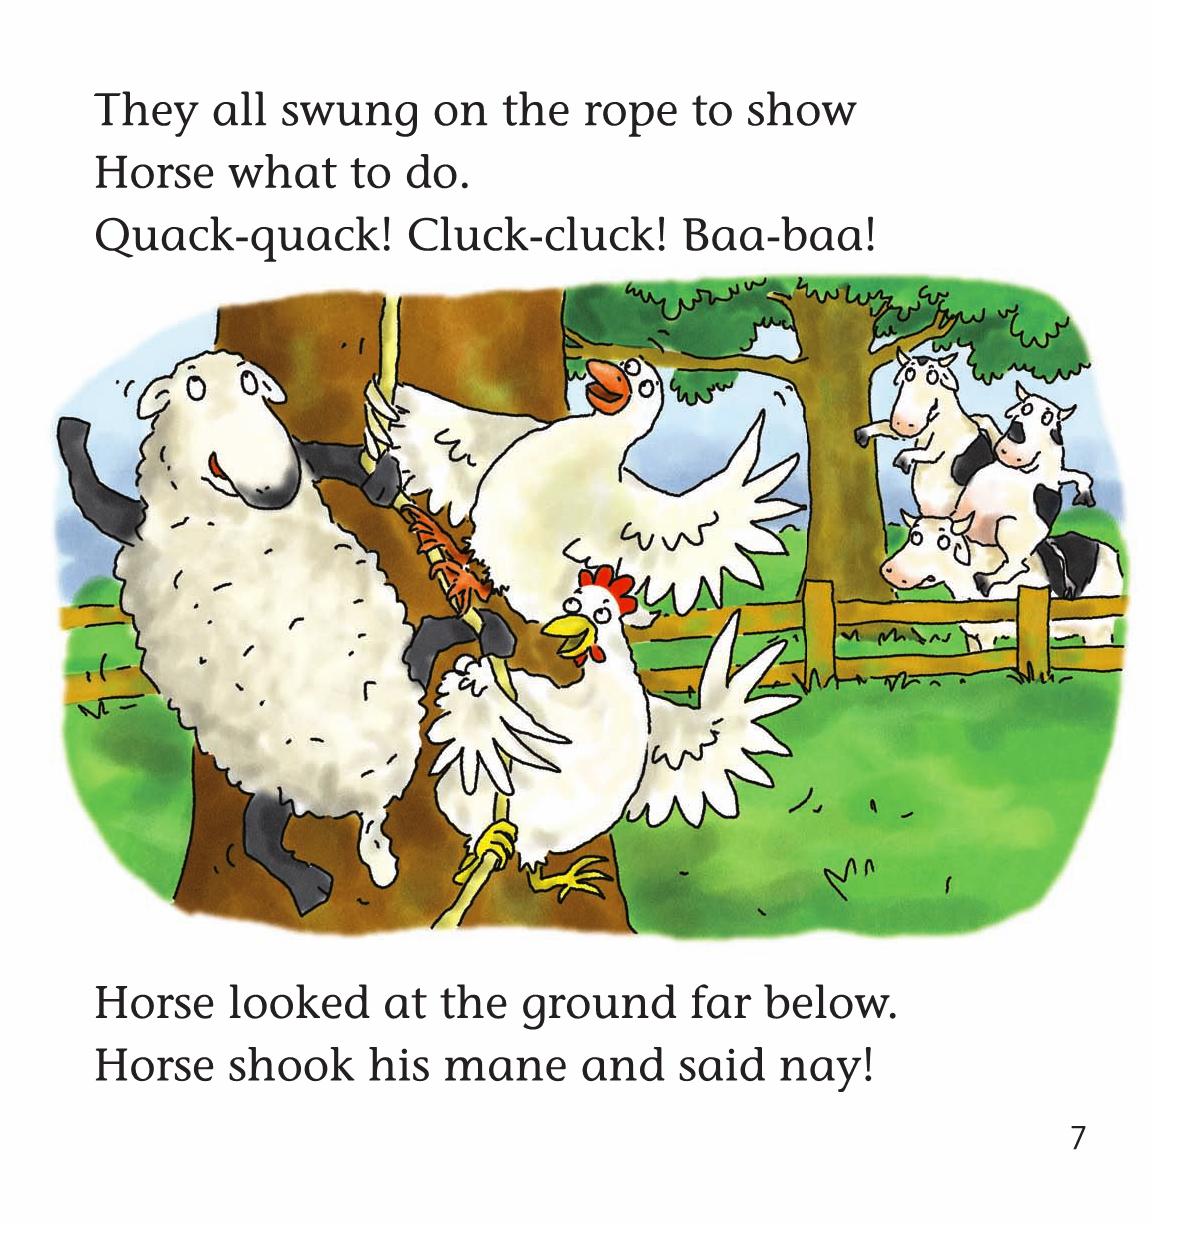 They all swung on the rope to show
Horse what to do.
Quack-quack! Cluck-cluck! Baa-baa!
Horse looked at the ground far below.
Horse shook his mane and said nay!
7